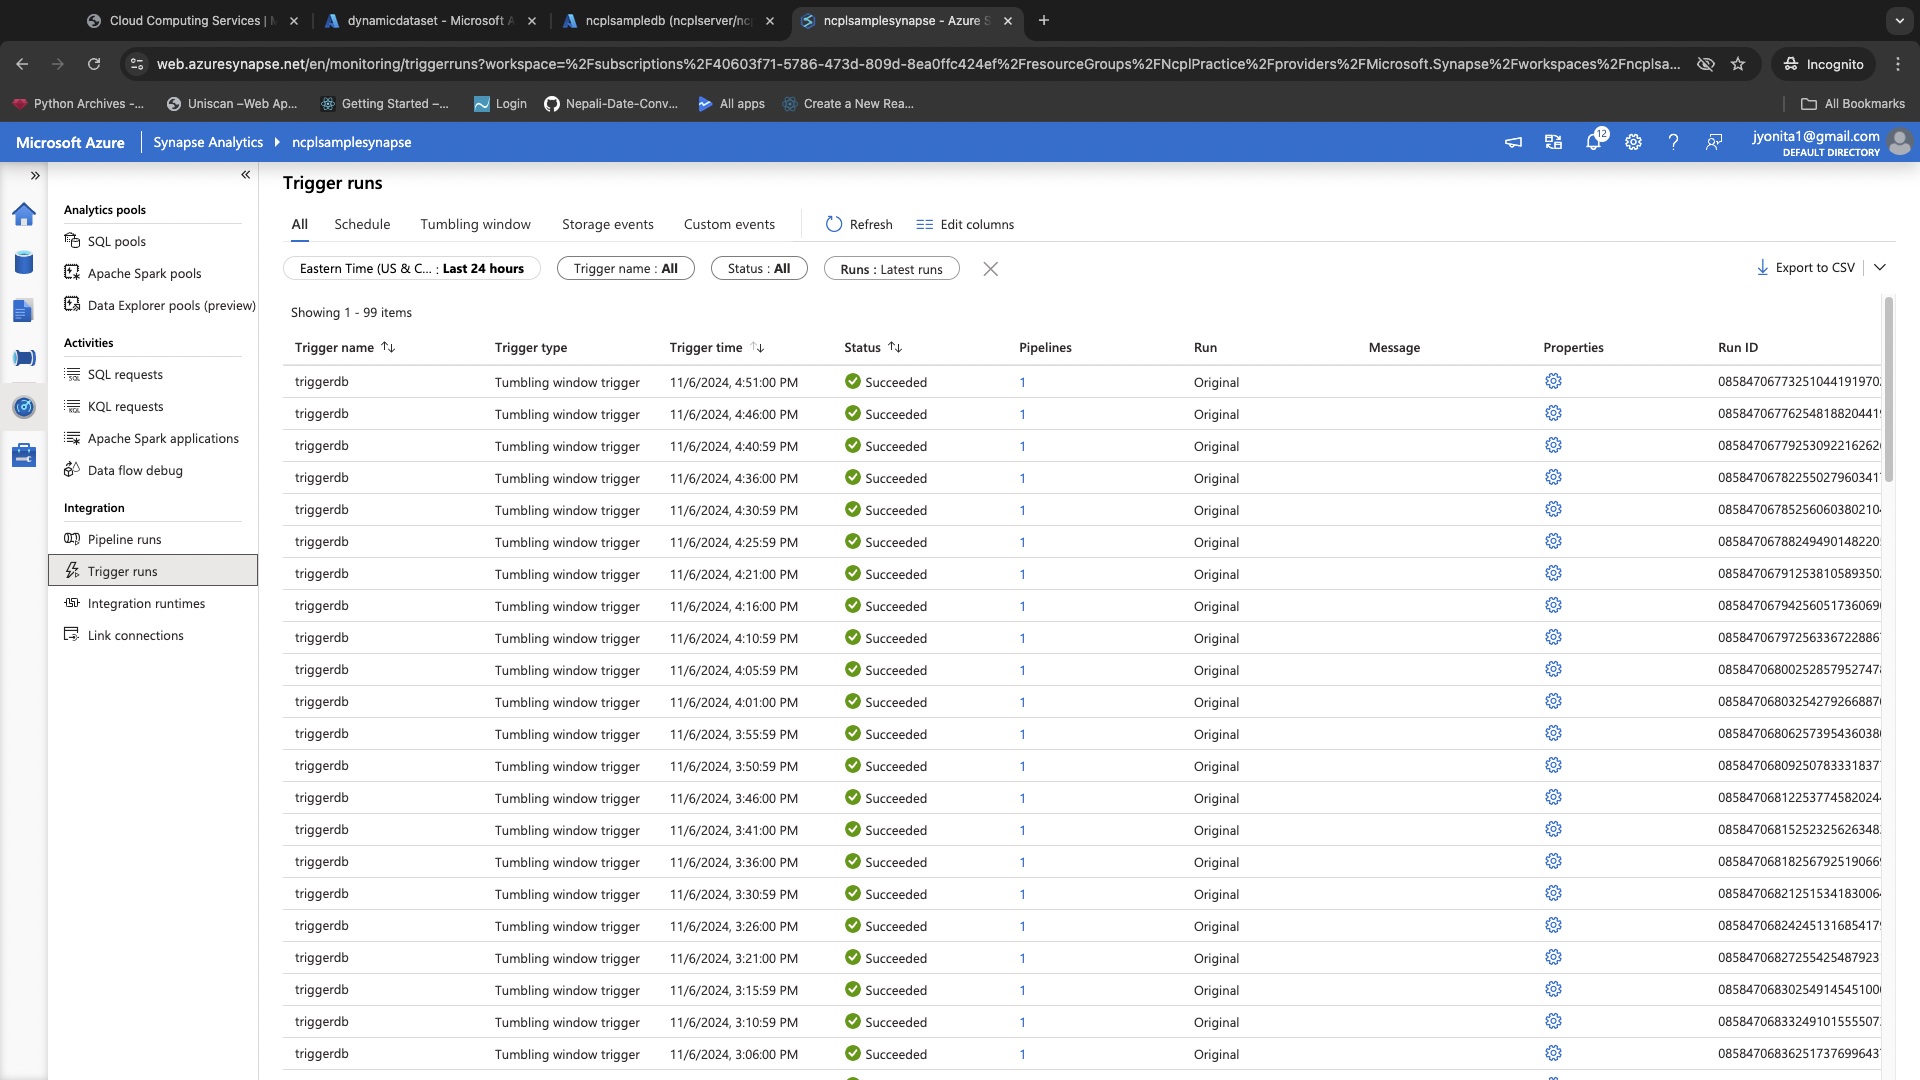 Cloud Computing Services | M
dynamicdataset - Microsoft A
ncplsampledb (ncplserver/nc
ncplsamplesynapse - Azure S
web.azuresynapse.net/en/monitoring/triggerruns?workspace=%2Fsubscriptions%2F40603f71-5786-473d-809d-8ea0ffc424ef%2FresourceGroups%2FNcplPractice%2Fproviders%2FMicrosoft.Synapse%2Fworkspaces%2Fncplsa...
Incognito
Python Archives -...
Uniscan –Web Ap...
Getting Started –...
Login
Nepali-Date-Conv...
All apps
Create a New Rea...
All Bookmarks
Microsoft Azure
Synapse Analytics
ncplsamplesynapse
12
jyonita1@gmail.com
DEFAULT DIRECTORY
Analytics pools
SQL pools
Apache Spark pools
Data Explorer pools (preview)
Activities
SQL requests
KQL requests
Apache Spark applications
Data flow debug
Integration
Pipeline runs
Trigger runs
Integration runtimes
Link connections
Trigger runs
All Schedule Tumbling window Storage events Custom events Refresh Edit columns
Eastern Time (US & C... : Last 24 hours Trigger name : All Status : All Runs : Latest runs Export to CSV
Showing 1 - 99 items
Trigger name Trigger type Trigger time Status Pipelines Run Message Properties Run ID
triggerdb Tumbling window trigger 11/6/2024, 4:51:00 PM Succeeded 1 Original
triggerdb Tumbling window trigger 11/6/2024, 4:46:00 PM Succeeded 1 Original
triggerdb Tumbling window trigger 11/6/2024, 4:40:59 PM Succeeded 1 Original
triggerdb Tumbling window trigger 11/6/2024, 4:36:00 PM Succeeded 1 Original
triggerdb Tumbling window trigger 11/6/2024, 4:30:59 PM Succeeded 1 Original
triggerdb Tumbling window trigger 11/6/2024, 4:25:59 PM Succeeded 1 Original
triggerdb Tumbling window trigger 11/6/2024, 4:21:00 PM Succeeded 1 Original
triggerdb Tumbling window trigger 11/6/2024, 4:16:00 PM Succeeded 1 Original
triggerdb Tumbling window trigger 11/6/2024, 4:10:59 PM Succeeded 1 Original
triggerdb Tumbling window trigger 11/6/2024, 4:05:59 PM Succeeded 1 Original
triggerdb Tumbling window trigger 11/6/2024, 4:01:00 PM Succeeded 1 Original
triggerdb Tumbling window trigger 11/6/2024, 3:55:59 PM Succeeded 1 Original
triggerdb Tumbling window trigger 11/6/2024, 3:50:59 PM Succeeded 1 Original
triggerdb Tumbling window trigger 11/6/2024, 3:46:00 PM Succeeded 1 Original
triggerdb Tumbling window trigger 11/6/2024, 3:41:00 PM Succeeded 1 Original
triggerdb Tumbling window trigger 11/6/2024, 3:36:00 PM Succeeded 1 Original
triggerdb Tumbling window trigger 11/6/2024, 3:30:59 PM Succeeded 1 Original
triggerdb Tumbling window trigger 11/6/2024, 3:26:00 PM Succeeded 1 Original
triggerdb Tumbling window trigger 11/6/2024, 3:21:00 PM Succeeded 1 Original 08584706827255425487923
triggerdb Tumbling window trigger 11/6/2024, 3:15:59 PM Succeeded 1 Original
triggerdb Tumbling window trigger 11/6/2024, 3:10:59 PM Succeeded 1 Original
triggerdb Tumbling window trigger 11/6/2024, 3:06:00 PM Succeeded 1 Original